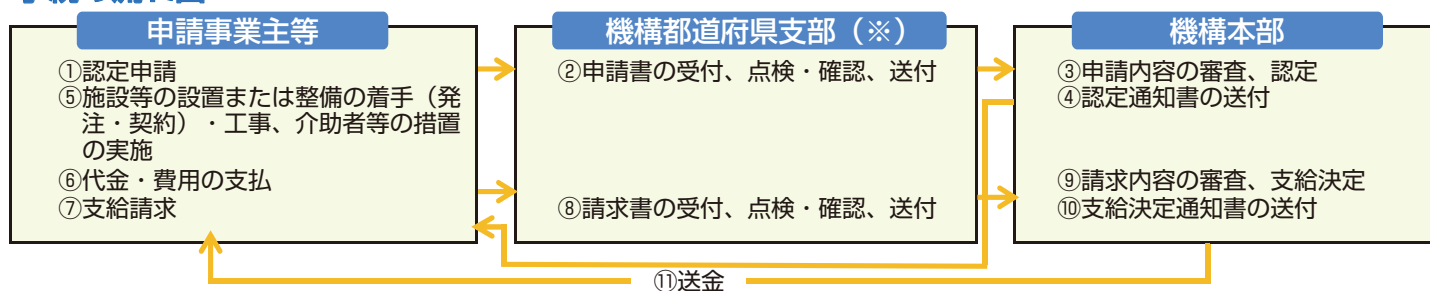 申請事業主等
①認定申請
⑤施設等の設置または整備の着手（発
注・契約）・工事、介助者等の措置
の実施
⑥代金・費用の支払
⑦支給請求
機構都道府県支部（※）
②申請書の受付、点検・確認、送付
⑧請求書の受付、点検・確認、送付
機構本部
③申請内容の審査、認定
④認定通知書の送付
⑨請求内容の審査、支給決定
⑩支給決定通知書の送付
⑪送金